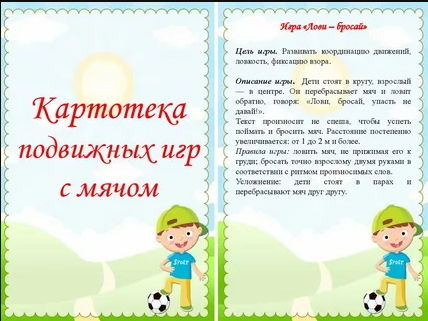 Картотека
подвижных игр
с мячом
Игра «Лови – бросай»
Цель игры. Развивать координацию движений,
ловкость, фиксацию взора.
Описание игры. Дети стоят в кругу, взрослый
– в центре. Он перебрасывает мяч и ловит
обратно, говоря: «Лови, бросай, упасть не
давай!».
Текст произносит не спеша, чтобы успеть
поймать и бросить мяч. Расстояние постепенно
увеличивается: от 1 до 2 м и более.
Правила игры: ловить мяч, не прижимая его к
груди; бросать точно взрослому двумя руками в
соответствии с ритмом произносимых слов.
Усложнение: дети стоят в парах и
перебрасывают мяч друг другу.